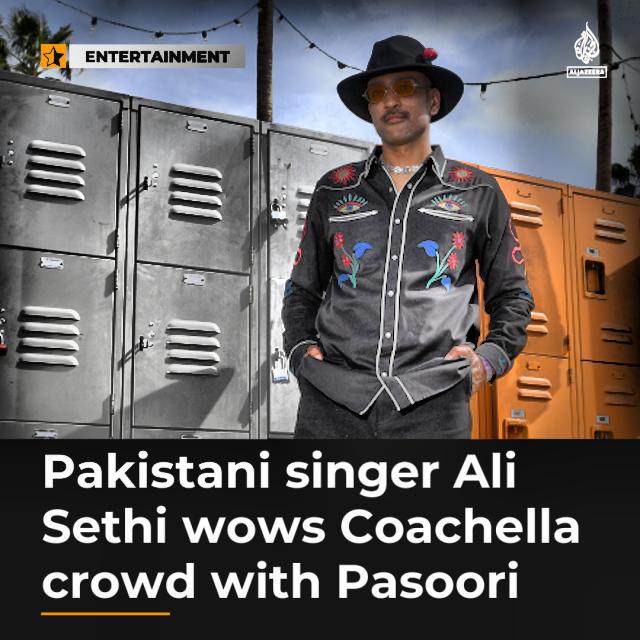 ENTERTAINMENT
ALJAZEERA
Pakistani singer Ali
Sethi wows Coachella
crowd with Pasoori